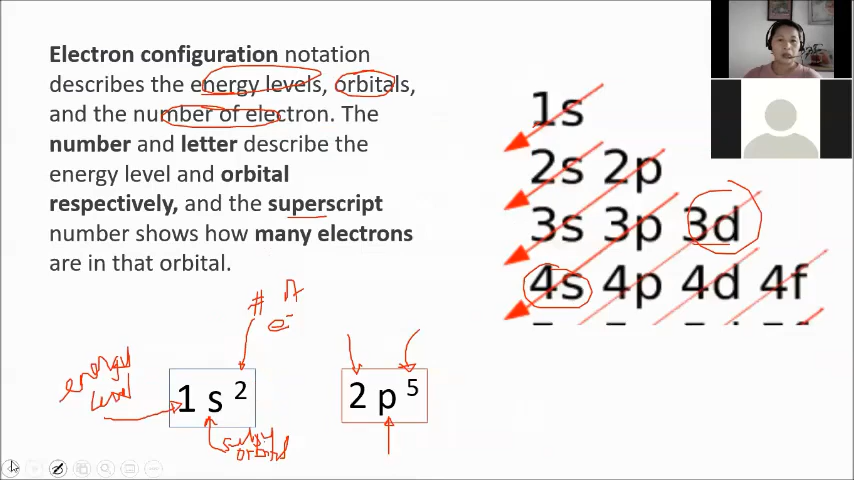 Electron configuration notation
describes the energy levels, orbitals,
and the number of electron. The
number and letter describe the
energy level and orbital
respectively, and the superscript
number shows how many electrons
are in that orbital.
1s
2s 2p
3s 3p 3d
4s 4p 4d 4f
# of
e-
energy
level
1 s 2
2 p 5
orbital